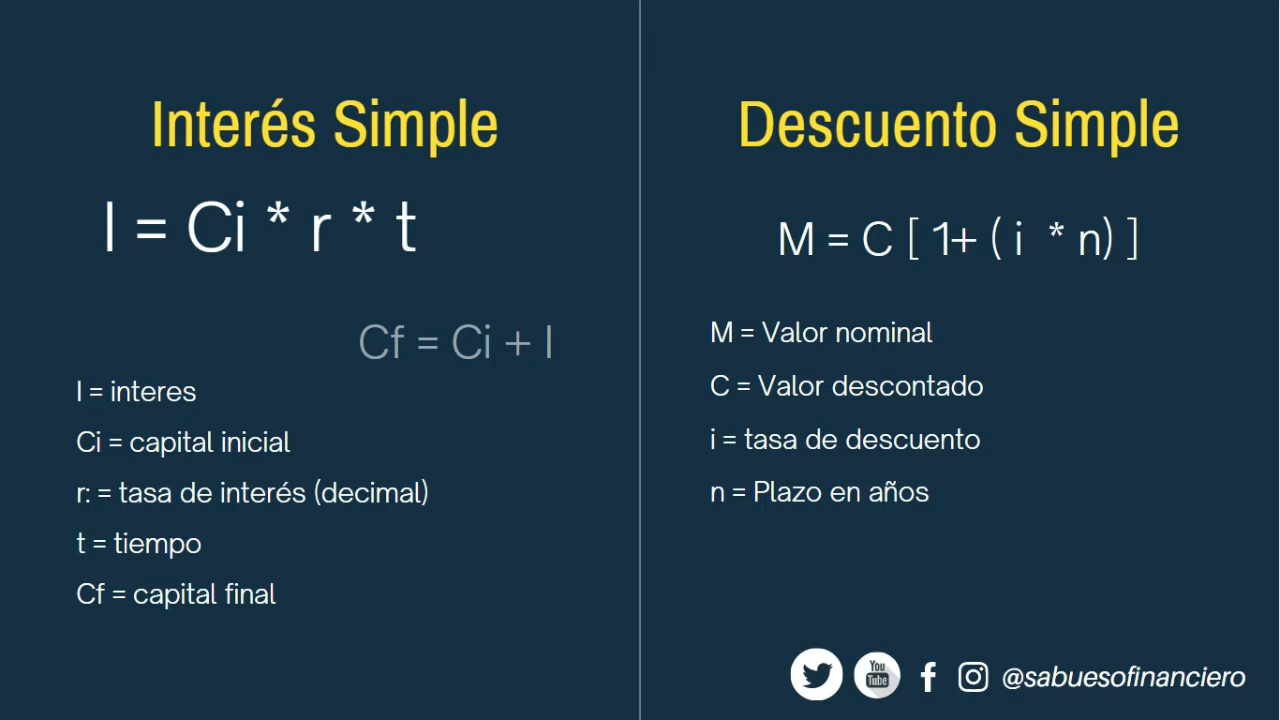 Interés Simple
I = Ci * r * t
Cf = Ci + I
I = interes
Ci = capital inicial
r: = tasa de interés (decimal)
t = tiempo
Cf = capital final
Descuento Simple
M = C [ 1+ ( i * n) ]
M = Valor nominal
C = Valor descontado
i = tasa de descuento
n = Plazo en años
You
Tube
@sabuesofinanciero